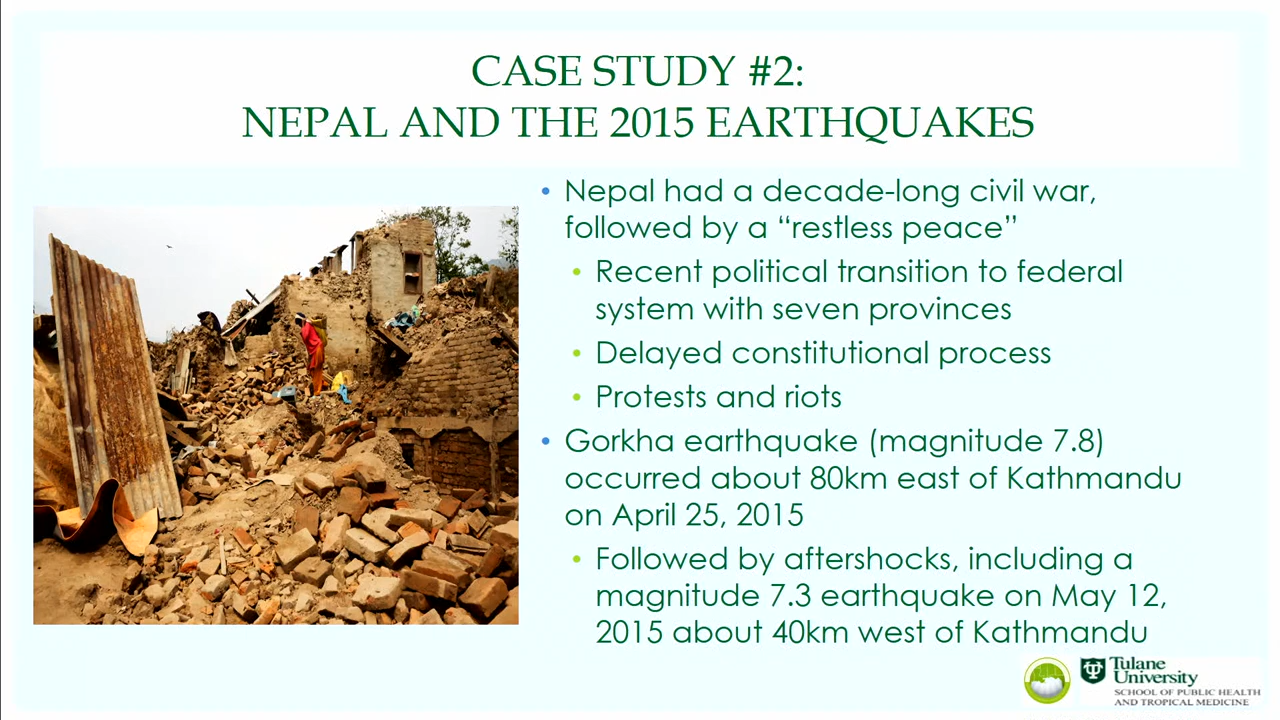 CASE STUDY #2:
NEPAL AND THE 2015 EARTHQUAKES
• Nepal had a decade-long civil war,
followed by a “restless peace”
• Recent political transition to federal
system with seven provinces
• Delayed constitutional process
• Protests and riots
• Gorkha earthquake (magnitude 7.8)
occurred about 80km east of Kathmandu
on April 25, 2015
• Followed by aftershocks, including a
magnitude 7.3 earthquake on May 12,
2015 about 40km west of Kathmandu
Tulane
University
SCHOOL OF PUBLIC HEALTH
AND TROPICAL MEDICINE